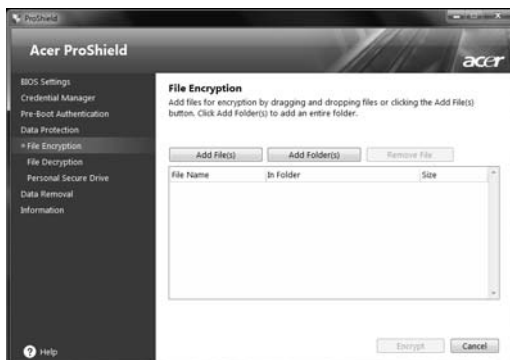 ProShield
Acer ProShield
acer
BIOS Settings
Credential Manager
Pre-Boot Authentication
Data Protection
File Encryption
File Decryption
Personal Secure Drive
Data Removal
Information
Help
File Encryption
Add files for encryption by dragging and dropping files or clicking the Add File(s)
button. Click Add Folder(s) to add an entire folder.
Add File(s)
Add Folder(s)
Remove File
File Name
In Folder
Size
Encrypt
Cancel